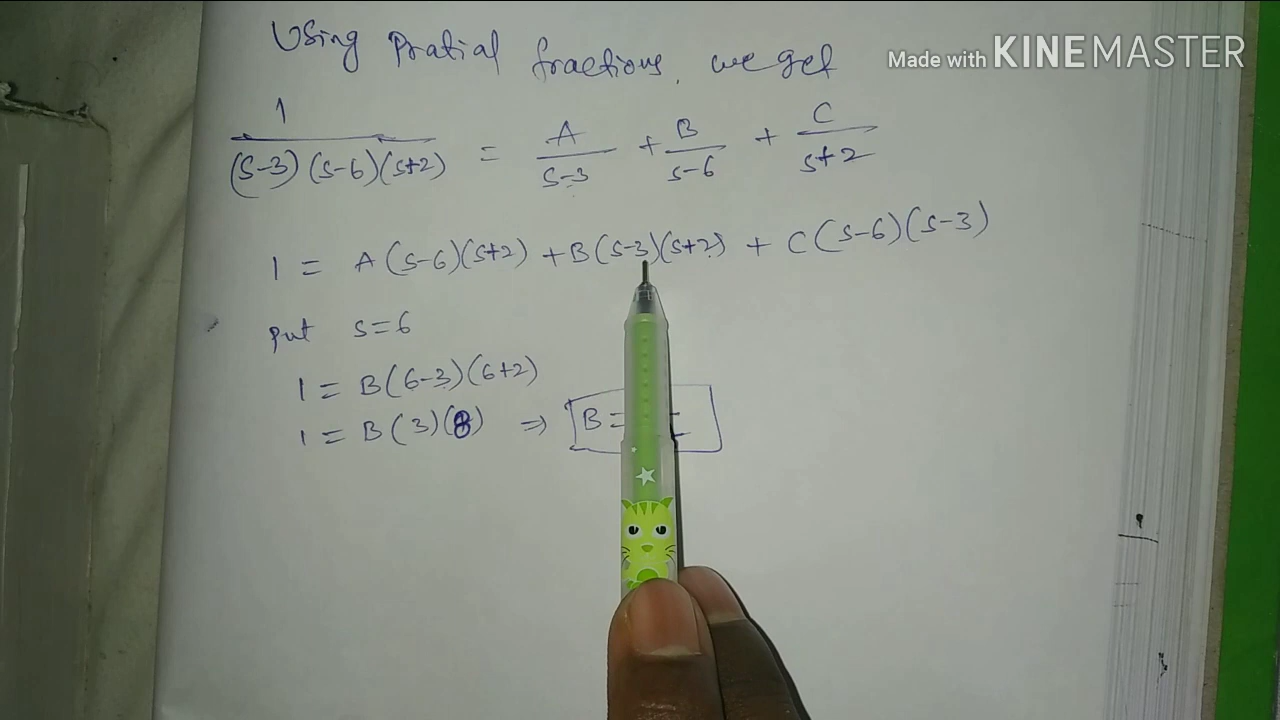 Using Pratial fractions, we get
Made with KINEMASTER
1/((s-3)(s-6)(s+2)) = A/(s-3) + B/(s-6) + C/(s+2)
1 = A(s-6)(s+2) + B(s-3)(s+2) + C(s-6)(s-3)
put s=6
1 = B(6-3)(6+2)
1 = B(3)(8) ⇒ B =